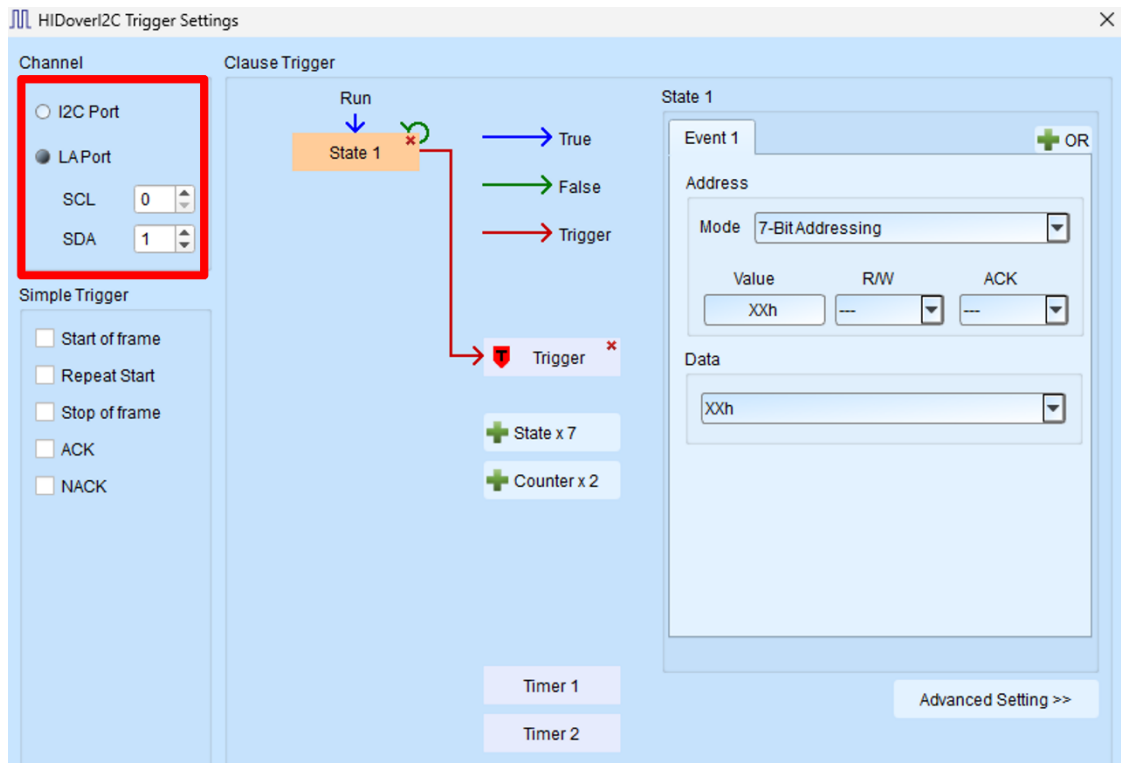 HIDoverI2C Trigger Settings
Channel
I2C Port
LA Port
SCL 0
SDA 1
Simple Trigger
Start of frame
Repeat Start
Stop of frame
ACK
NACK
Clause Trigger
Run
State 1
True
False
Trigger
T Trigger
State x 7
Counter x 2
Timer 1
Timer 2
State 1
Event 1
OR
Address
Mode 7-Bit Addressing
Value R/W ACK
XXh --- ---
Data
XXh
Advanced Setting >>